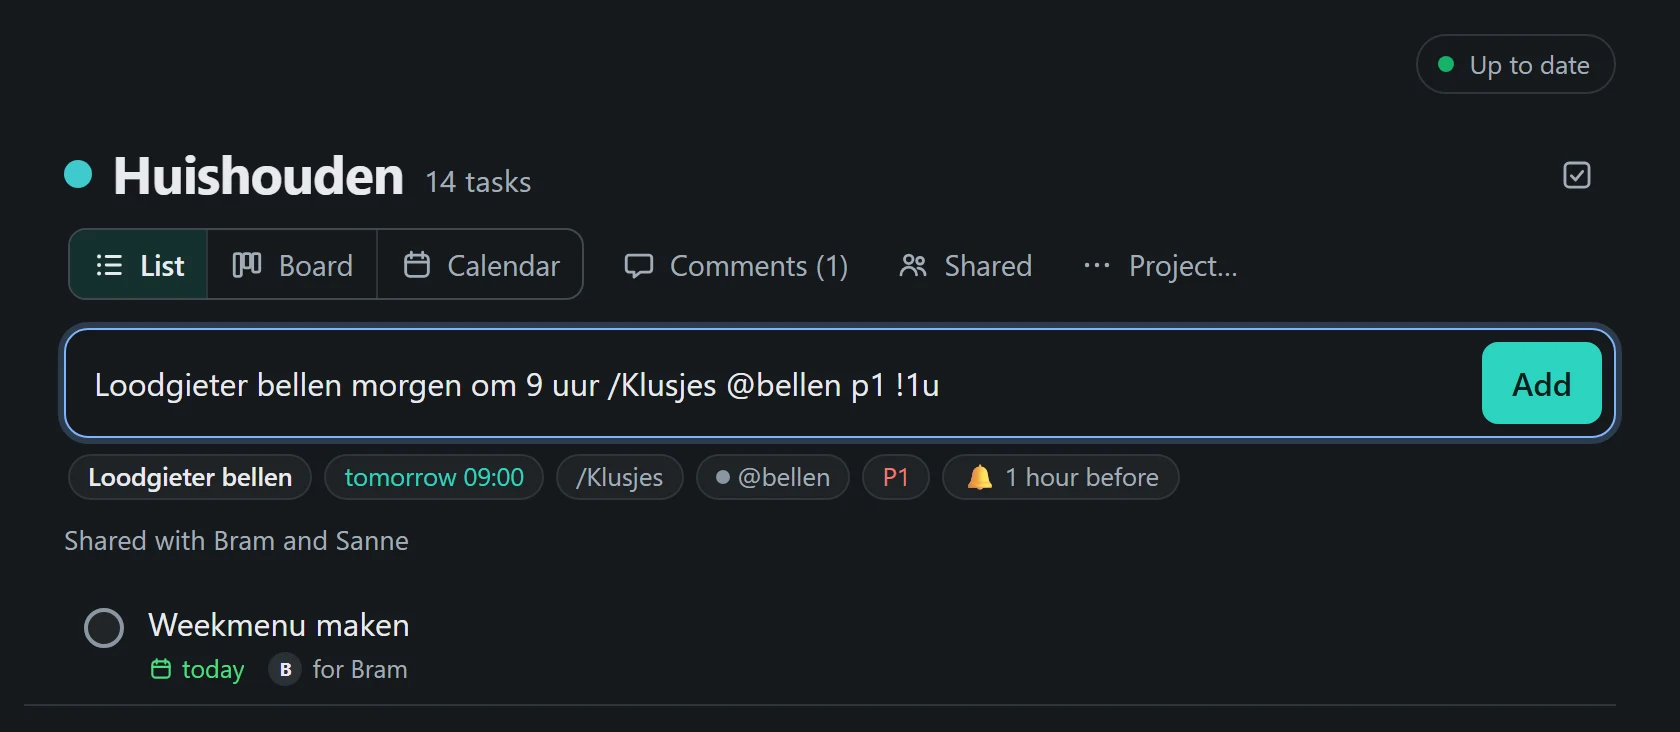 Up to date
Huishouden 14 tasks
List Board Calendar Comments (1) Shared Project...
Loodgieter bellen morgen om 9 uur /Klusjes @bellen p1 !1u Add
Loodgieter bellen tomorrow 09:00 /Klusjes @bellen P1 1 hour before
Shared with Bram and Sanne
Weekmenu maken
today B for Bram